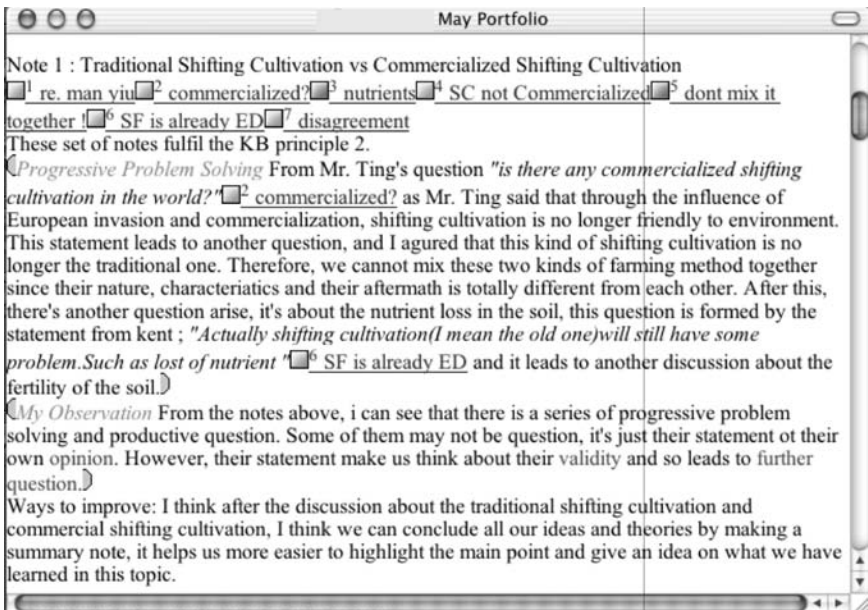 May Portfolio
Note 1 : Traditional Shifting Cultivation vs Commercialized Shifting Cultivation
1 re. man yiu 2 commercialized? 3 nutrients 4 SC not Commercialized 5 dont mix it
together ! 6 SF is already ED 7 disagreement
These set of notes fulfil the KB principle 2.
Progressive Problem Solving From Mr. Ting's question "is there any commercialized shifting
cultivation in the world?" 2 commercialized? as Mr. Ting said that through the influence of
European invasion and commercialization, shifting cultivation is no longer friendly to environment.
This statement leads to another question, and I agured that this kind of shifting cultivation is no
longer the traditional one. Therefore, we cannot mix these two kinds of farming method together
since their nature, characteristics and their aftermath is totally different from each other. After this,
there's another question arise, it's about the nutrient loss in the soil, this question is formed by the
statement from kent ; "Actually shifting cultivation(I mean the old one)will still have some
problem.Such as lost of nutrient " 6 SF is already ED and it leads to another discussion about the
fertility of the soil.
My Observation From the notes above, i can see that there is a series of progressive problem
solving and productive question. Some of them may not be question, it's just their statement ot their
own opinion. However, their statement make us think about their validity and so leads to further
question.
Ways to improve: I think after the discussion about the traditional shifting cultivation and
commercial shifting cultivation, I think we can conclude all our ideas and theories by making a
summary note, it helps us more easier to highlight the main point and give an idea on what we have
learned in this topic.